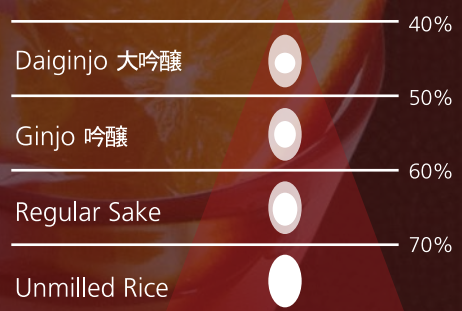 40%
Daiginjo 大吟醸
50%
Ginjo 吟醸
60%
Regular Sake
70%
Unmilled Rice